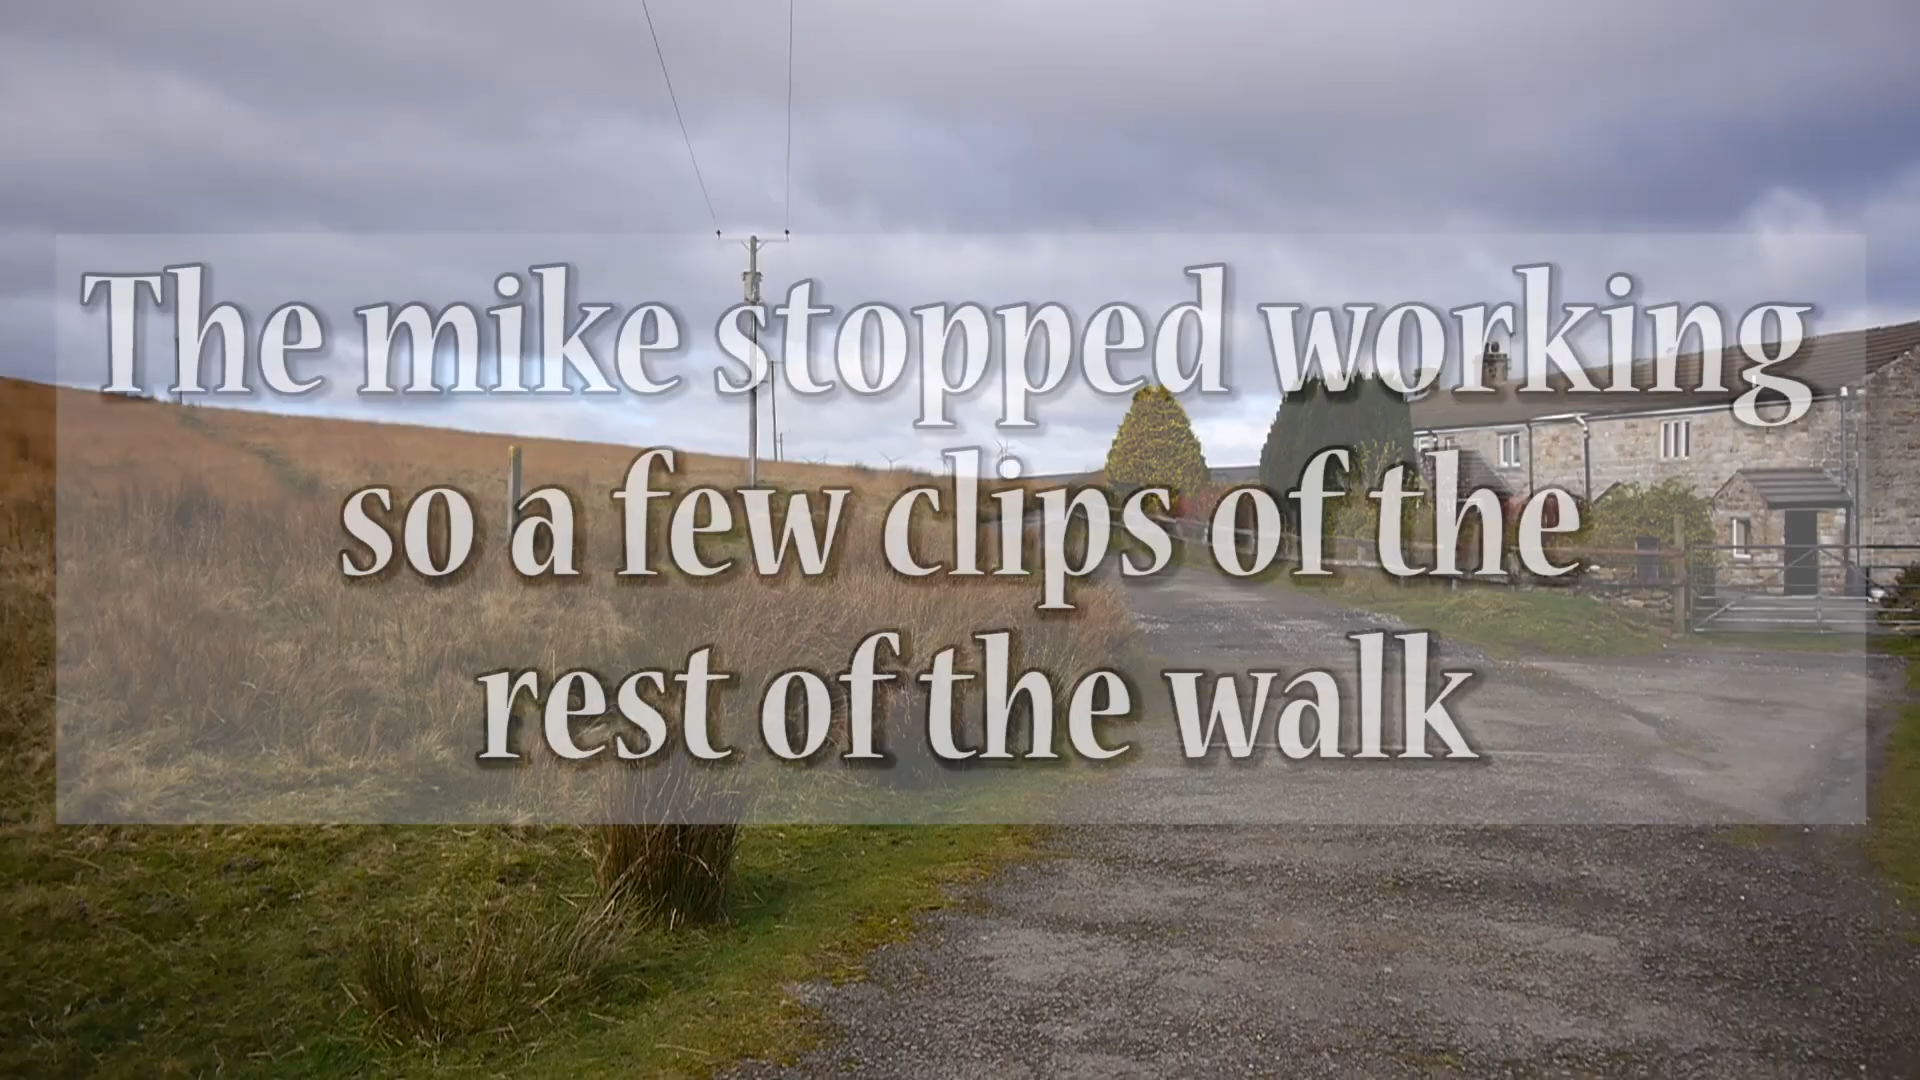 The mike stopped working
so a few clips of the
rest of the walk